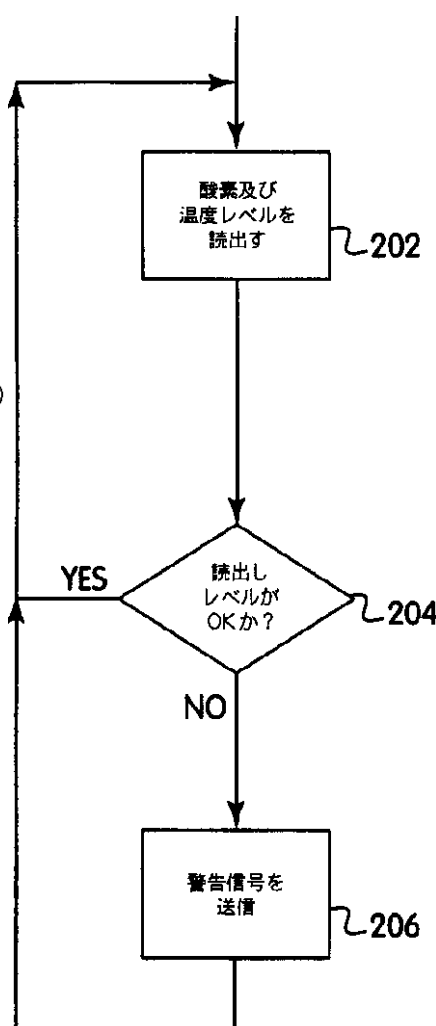 酸素及び
温度レベルを
読出す
202
YES
読出し
レベルが
OKか？
204
NO
警告信号を
送信
206